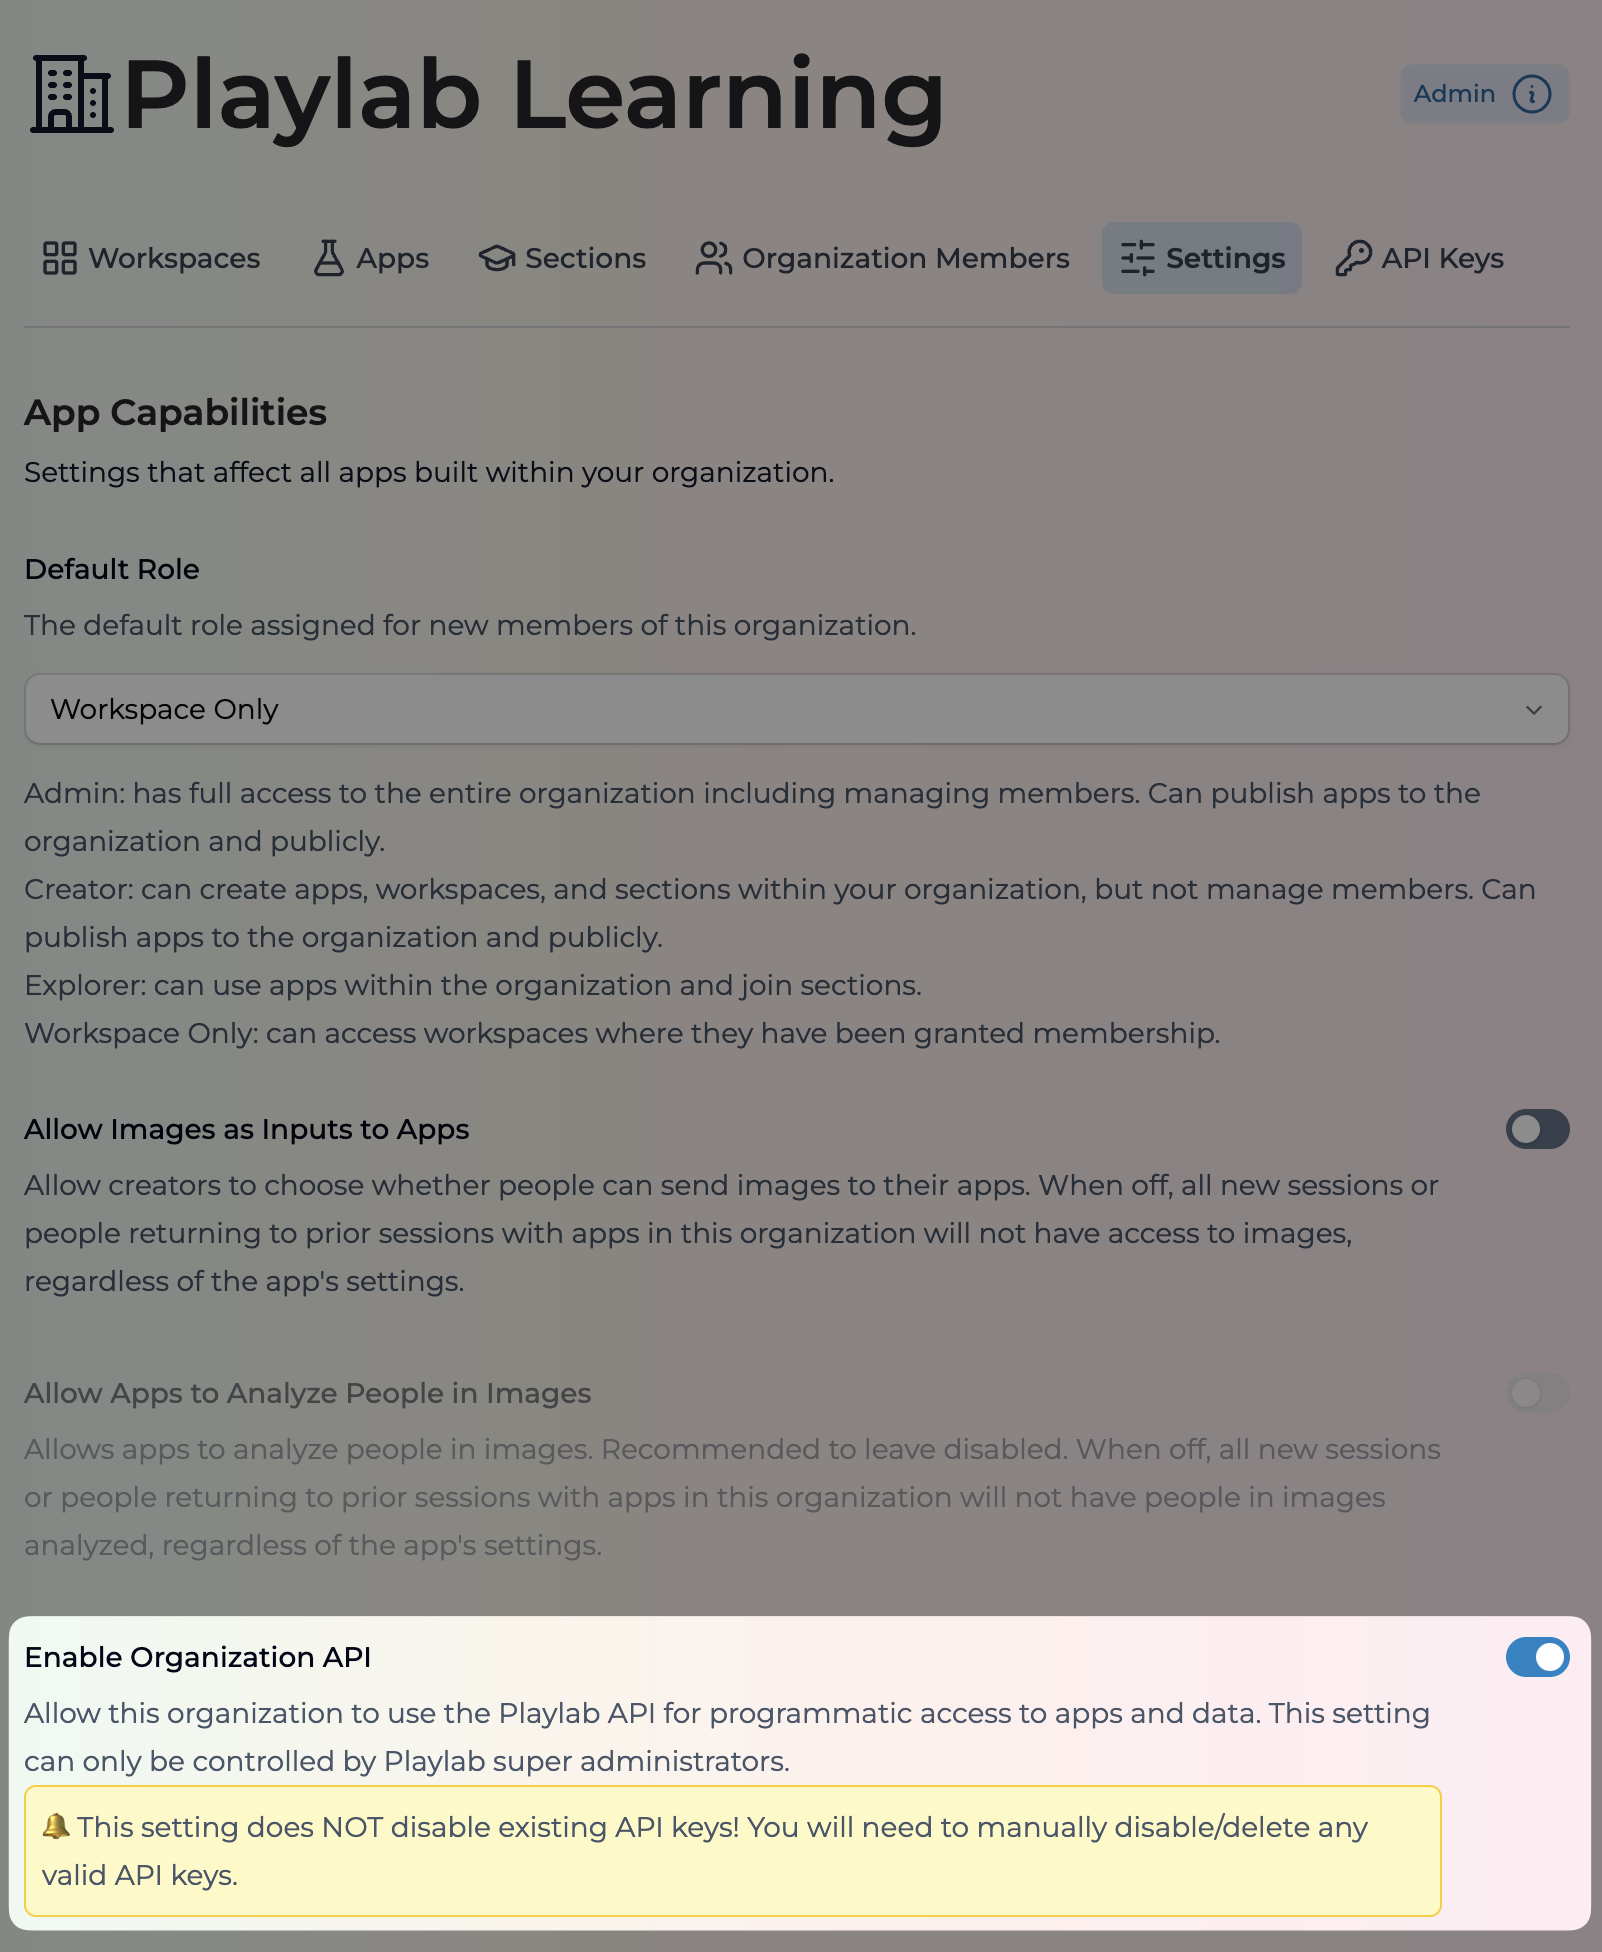 Playlab Learning
Admin
Workspaces
Apps
Sections
Organization Members
Settings
API Keys
App Capabilities
Settings that affect all apps built within your organization.
Default Role
The default role assigned for new members of this organization.
Workspace Only
Admin: has full access to the entire organization including managing members. Can publish apps to the
organization and publicly.
Creator: can create apps, workspaces, and sections within your organization, but not manage members. Can
publish apps to the organization and publicly.
Explorer: can use apps within the organization and join sections.
Workspace Only: can access workspaces where they have been granted membership.
Allow Images as Inputs to Apps
Allow creators to choose whether people can send images to their apps. When off, all new sessions or
people returning to prior sessions with apps in this organization will not have access to images,
regardless of the app's settings.
Allow Apps to Analyze People in Images
Allows apps to analyze people in images. Recommended to leave disabled. When off, all new sessions
or people returning to prior sessions with apps in this organization will not have people in images
analyzed, regardless of the app's settings.
Enable Organization API
Allow this organization to use the Playlab API for programmatic access to apps and data. This setting
can only be controlled by Playlab super administrators.
🔔 This setting does NOT disable existing API keys! You will need to manually disable/delete any
valid API keys.